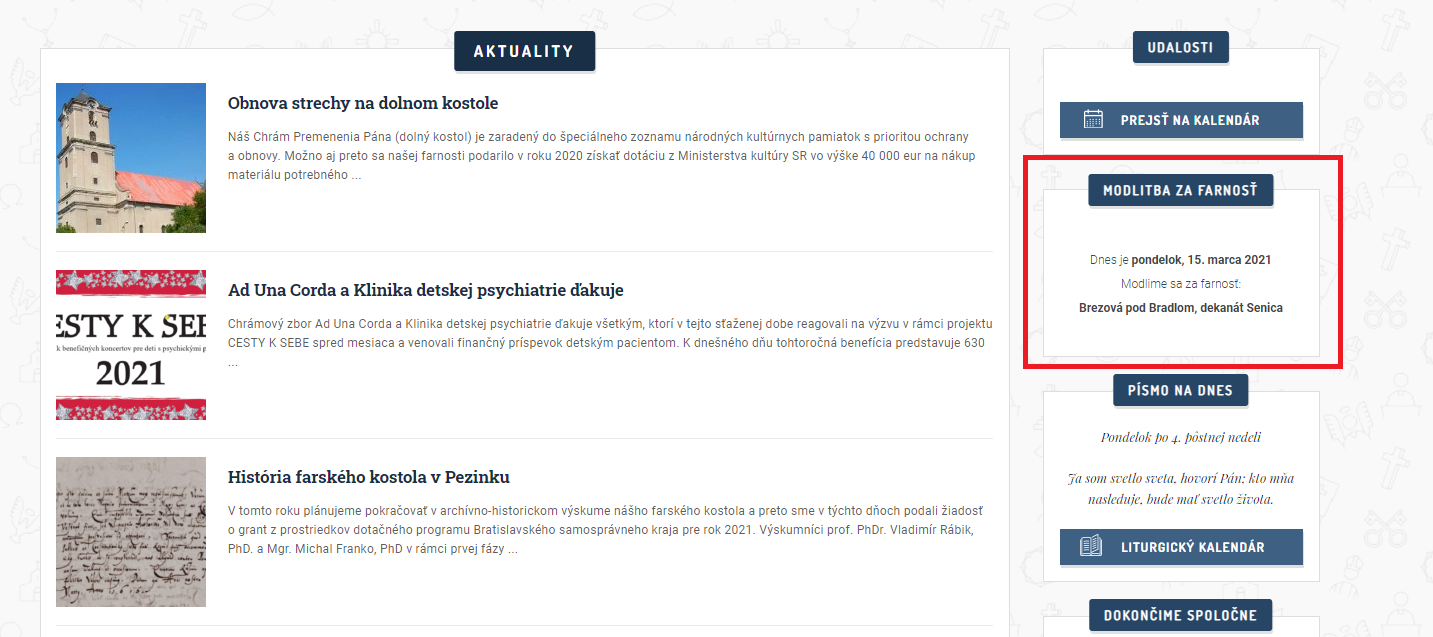 AKTUALITY
Obnova strechy na dolnom kostole
Náš Chrám Premenenia Pána (dolný kostol) je zaradený do špeciálneho zoznamu národných kultúrnych pamiatok s prioritou ochrany
a obnovy. Možno aj preto sa našej farnosti podarilo v roku 2020 získať dotáciu z Ministerstva kultúry SR vo výške 40 000 eur na nákup
materiálu potrebného ...
ESTY K SEB
k benefičných koncertov pre deti s psychickými p
2021
Ad Una Corda a Klinika detskej psychiatrie ďakuje
Chrámový zbor Ad Una Corda a Klinika detskej psychiatrie ďakuje všetkým, ktorí v tejto sťaženej dobe reagovali na výzvu v rámci projektu
CESTY K SEBE spred mesiaca a venovali finančný príspevok detským pacientom. K dnešného dňu tohtoročná benefícia predstavuje 630
...
História farského kostola v Pezinku
V tomto roku plánujeme pokračovať v archívno-historickom výskume nášho farského kostola a preto sme v týchto dňoch podali žiadosť
o grant z prostriedkov dotačného programu Bratislavského samosprávneho kraja pre rok 2021. Výskumníci prof. PhDr. Vladimír Rábik,
PhD. a Mgr. Michal Franko, PhD v rámci prvej fázy ...
UDALOSTI
PREJSŤ NA KALENDÁR
MODLITBA ZA FARNOSŤ
Dnes je pondelok, 15. marca 2021
Modlime sa za farnosť:
Brezová pod Bradlom, dekanát Senica
PÍSMO NA DNES
Pondelok po 4. pôstnej nedeli
Ja som svetlo sveta, hovorí Pán; kto mňa
nasleduje, bude mať svetlo života.
LITURGICKÝ KALENDÁR
DOKONČIME SPOLOČNE